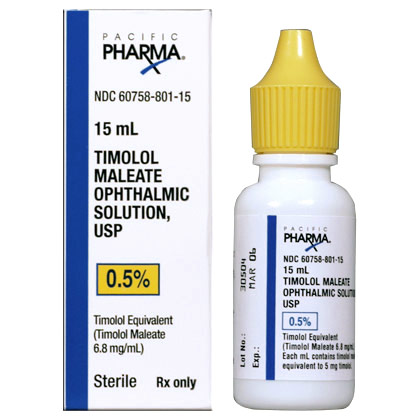 PACIFIC
PHARMA®
NDC 60758-801-15
15 mL
TIMOLOL
MALEATE
OPHTHALMIC
SOLUTION,
USP
0.5%
Timolol Equivalent
(Timolol Maleate
6.8 mg/mL)
Sterile Rx only
PACIFIC
PHARMA
NDC 60758-801-15
15 mL
TIMOLOL MALEATE
OPHTHALMIC SOLUTION
USP
0.5%
Timolol Equivalent
(Timolol Maleate 6.8 mg/
Each mL contains timolol
equivalent to 5 mg timolol.
Lot No.: 30504
Exp.: MAR 06